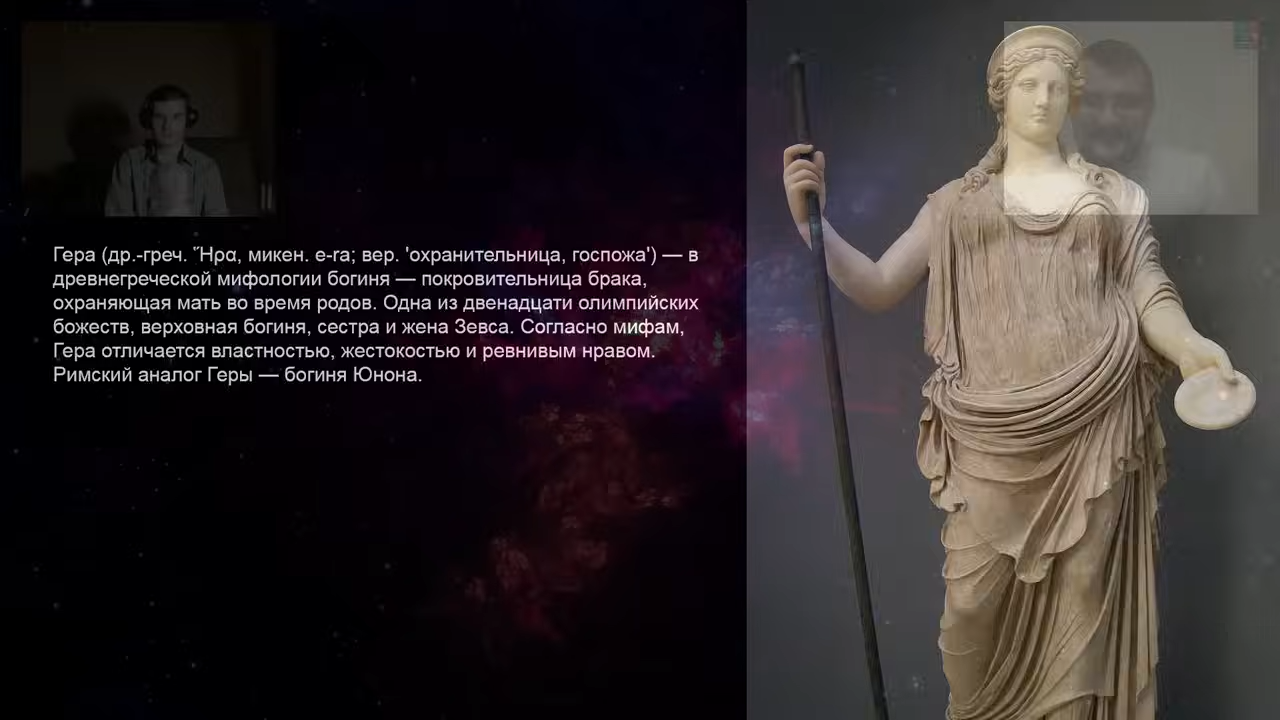 Гера (др.-греч. Ἥρα, микен. e-ra; вер. 'охранительница, госпожа') — в
древнегреческой мифологии богиня — покровительница брака,
охраняющая мать во время родов. Одна из двенадцати олимпийских
божеств, верховная богиня, сестра и жена Зевса. Согласно мифам,
Гера отличается властностью, жестокостью и ревнивым нравом.
Римский аналог Геры — богиня Юнона.